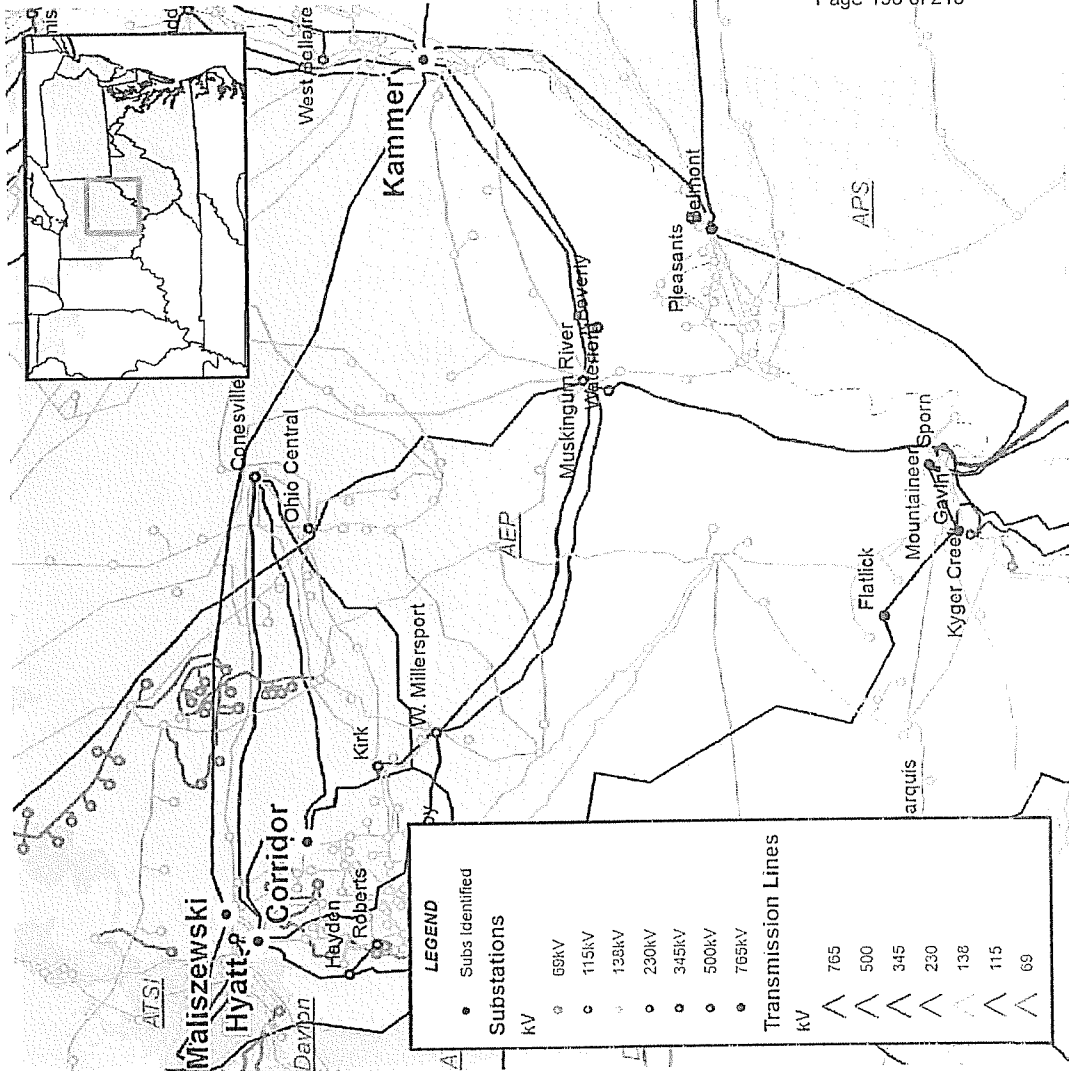 Page 198 of 216
West Bellaire
Kammer
Belmont
Pleasants
APS
Beverly
Muskingum River
Waterford
Conesville
Ohio Central
AEP
Sporn
Mountaineer
Gavin
Kyger Creek
Flatlick
W. Millersport
Kirk
arquis
Corridor
Roberts
Hayden
Maliszewski
Hyatt
ATSI
Dayton
LEGEND
Subs Identified
Substations
kV
69kV
115kV
138kV
230kV
345kV
500kV
765kV
Transmission Lines
kV
765
500
345
230
138
115
69